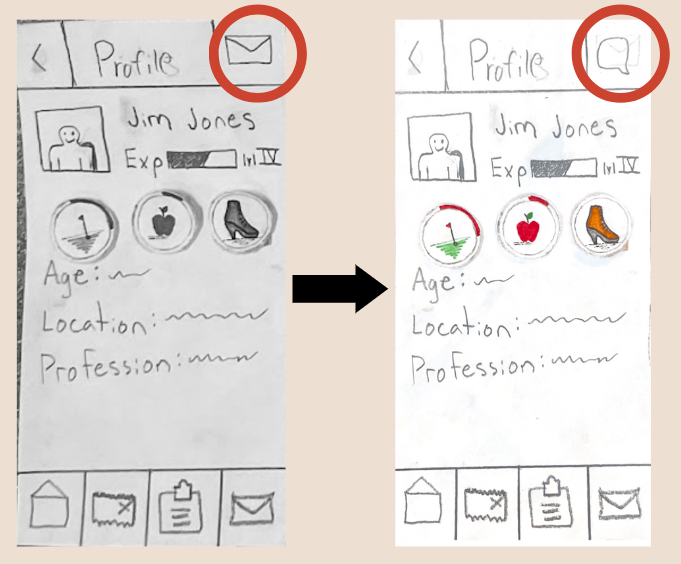 Profile
Jim Jones
Exp lvl IV
Age:
Location:
Profession:
Profile
Jim Jones
Exp lvl IV
Age:
Location:
Profession: